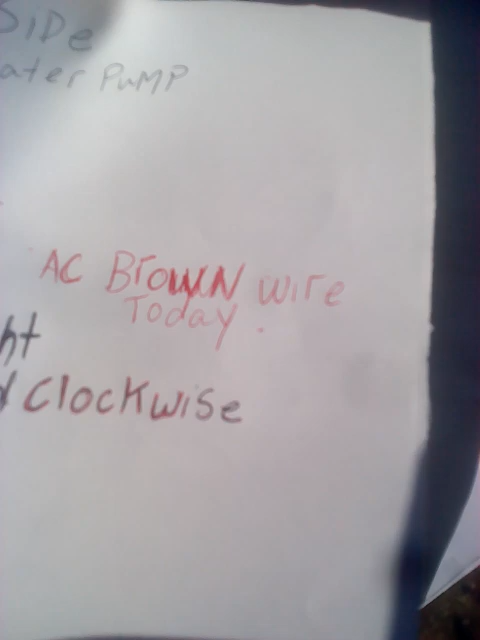 SIDe
ater PUMP
AC BroWN wire
Today.
ht
ClockWise